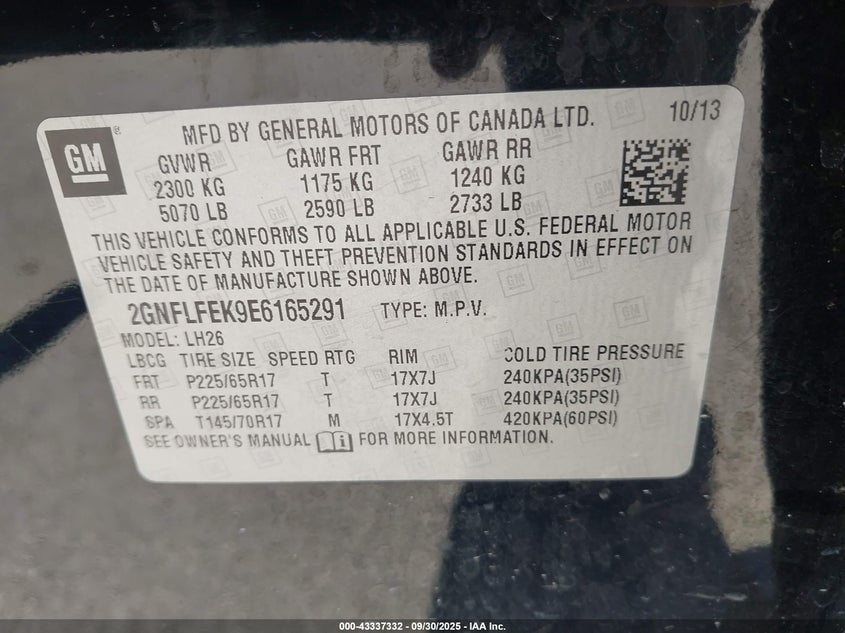 GM
®
MFD BY GENERAL MOTORS OF CANADA LTD. 10/13
GVWR GAWR FRT GAWR RR
2300 KG 1175 KG 1240 KG
5070 LB 2590 LB 2733 LB
THIS VEHICLE CONFORMS TO ALL APPLICABLE U.S. FEDERAL MOTOR
VEHICLE SAFETY AND THEFT PREVENTION STANDARDS IN EFFECT ON
THE DATE OF MANUFACTURE SHOWN ABOVE.
2GNFLFEK9E6165291 TYPE: M.P.V.
MODEL: LH26
LBCG TIRE SIZE SPEED RTG RIM COLD TIRE PRESSURE
FRT P225/65R17 T 17X7J 240KPA(35PSI)
RR P225/65R17 T 17X7J 240KPA(35PSI)
SPA T145/70R17 M 17X4.5T 420KPA(60PSI)
SEE OWNER'S MANUAL FOR MORE INFORMATION.
000-43337332 - 09/30/2025 - IAA Inc.